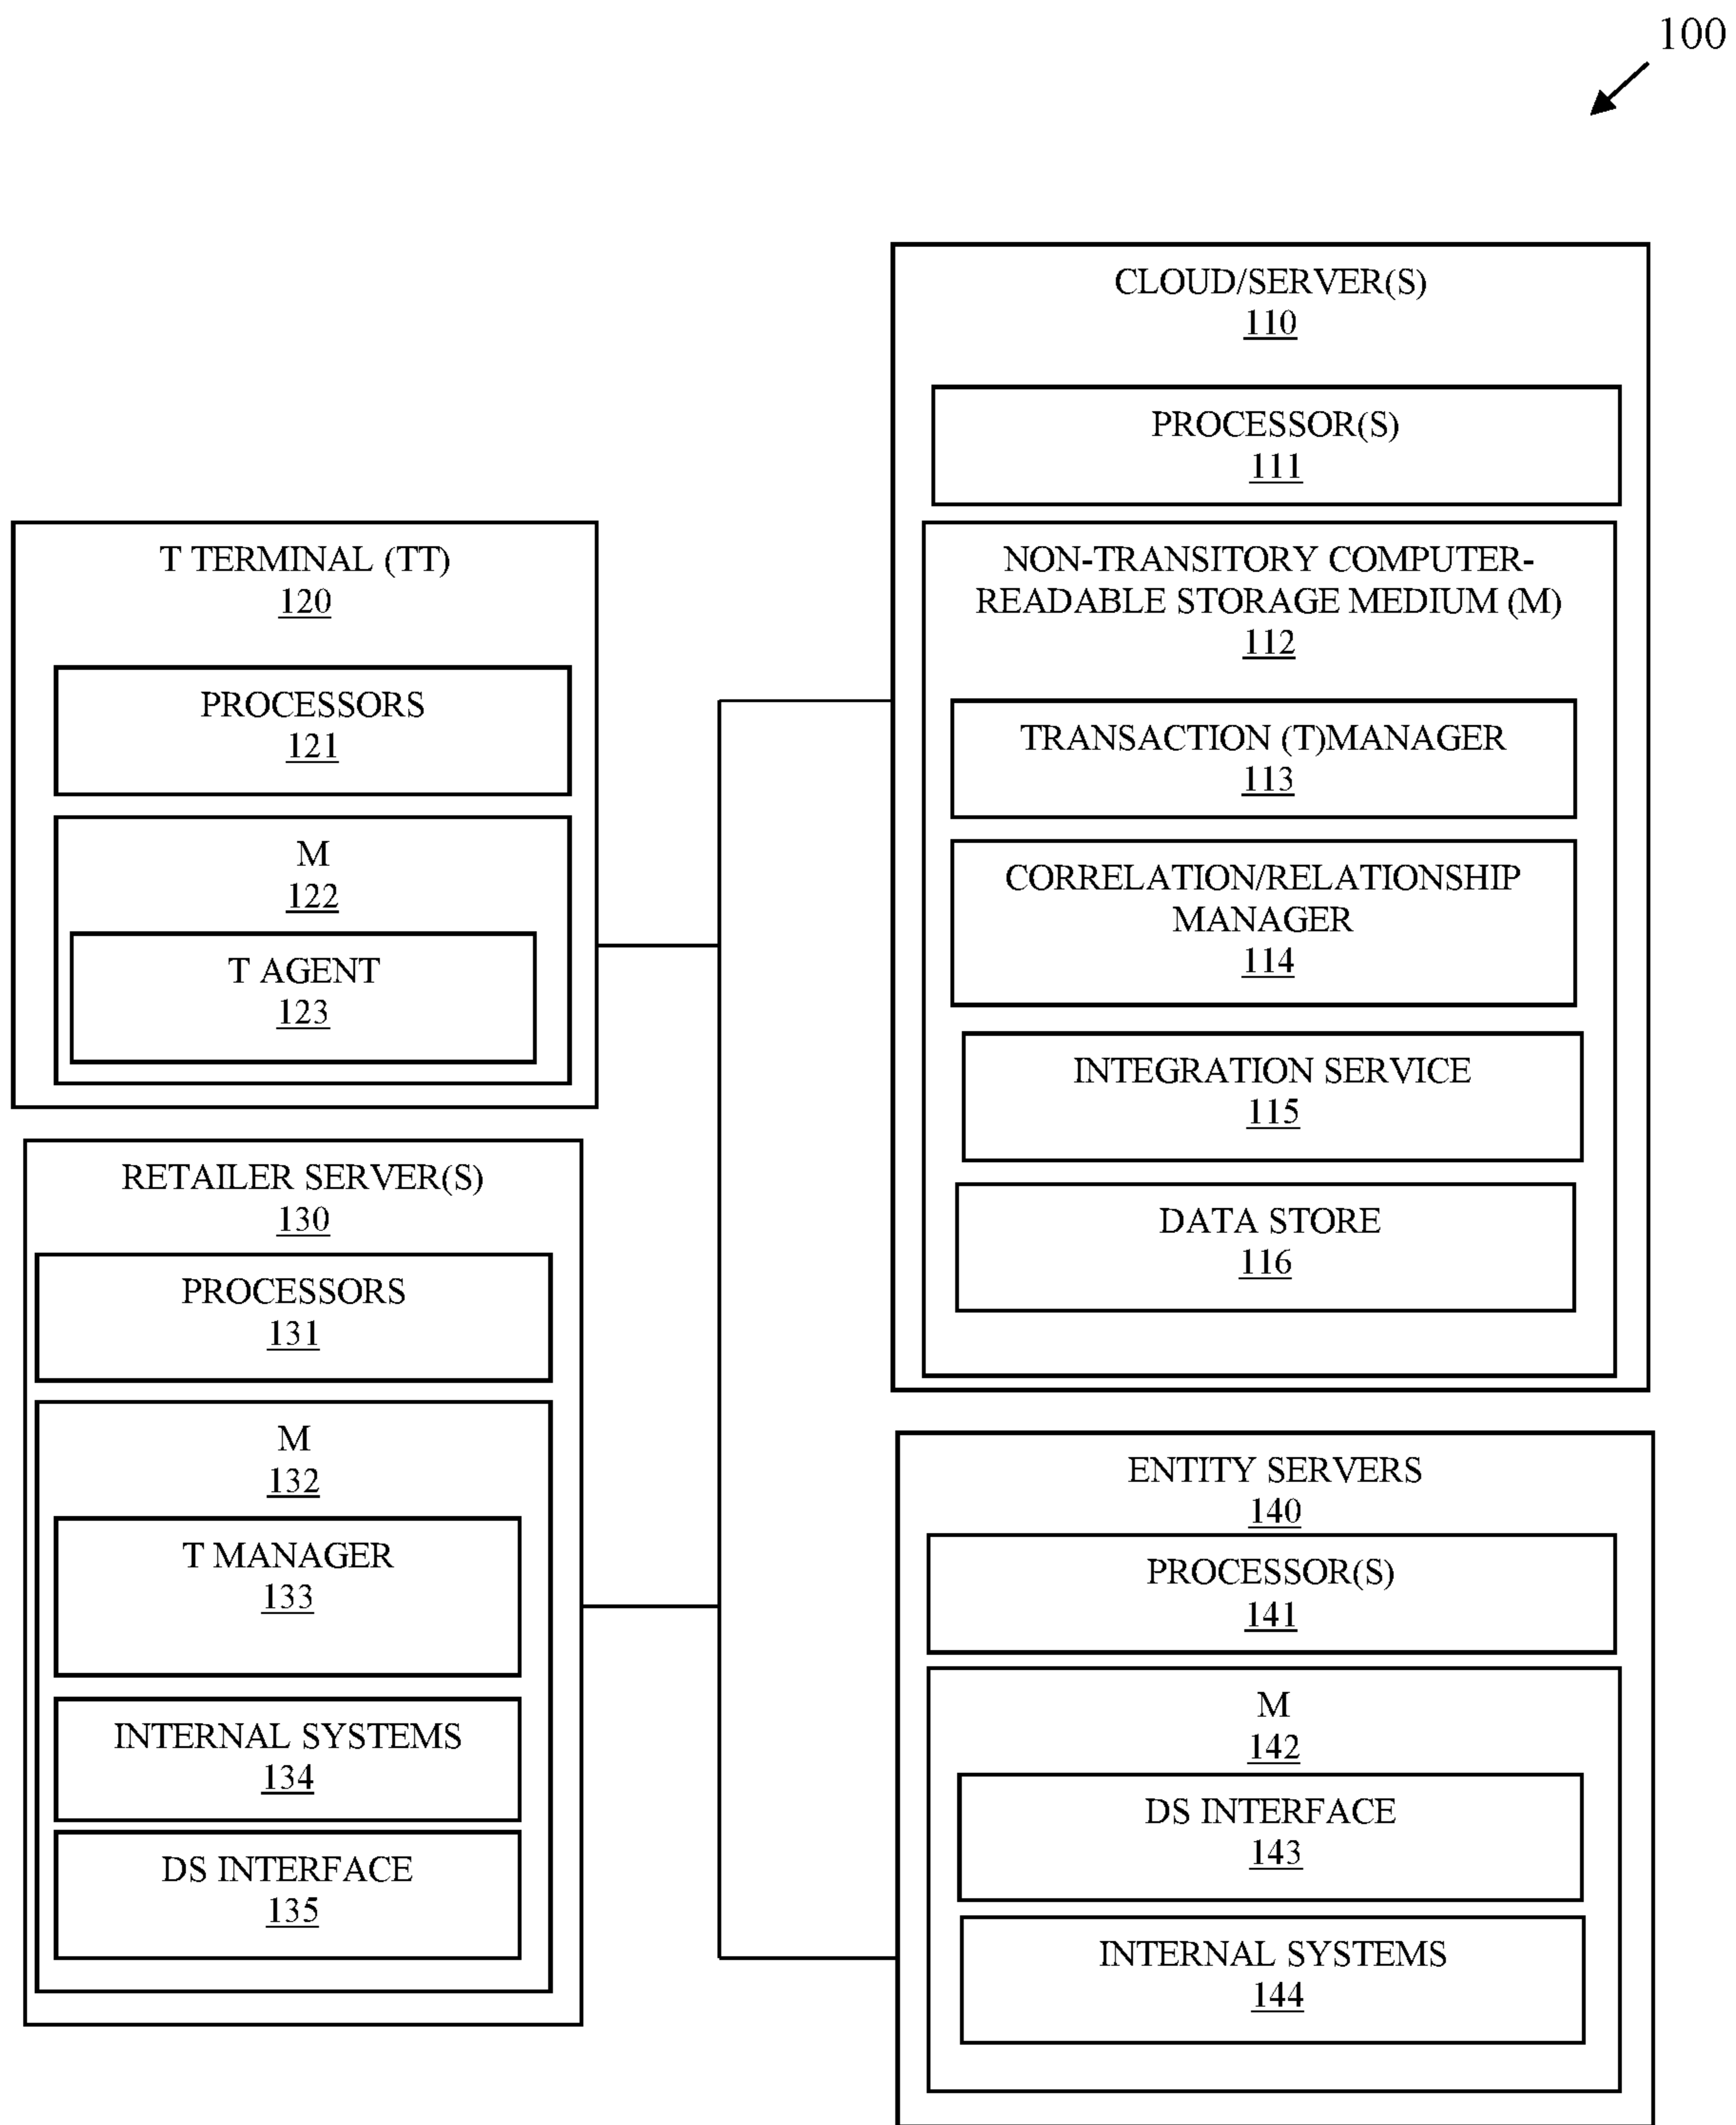 100
CLOUD/SERVER(S)
110
PROCESSOR(S)
111
NON-TRANSITORY COMPUTER-
READABLE STORAGE MEDIUM (M)
112
TRANSACTION (T)MANAGER
113
CORRELATION/RELATIONSHIP
MANAGER
114
INTEGRATION SERVICE
115
DATA STORE
116
T TERMINAL (TT)
120
PROCESSORS
121
M
122
T AGENT
123
RETAILER SERVER(S)
130
PROCESSORS
131
M
132
T MANAGER
133
INTERNAL SYSTEMS
134
DS INTERFACE
135
ENTITY SERVERS
140
PROCESSOR(S)
141
M
142
DS INTERFACE
143
INTERNAL SYSTEMS
144